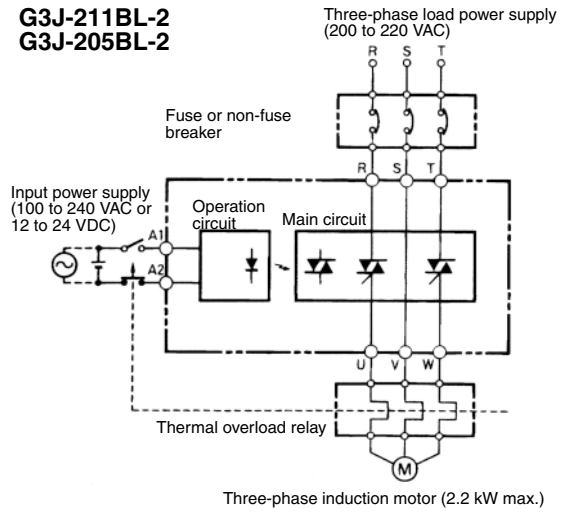 G3J-211BL-2
G3J-205BL-2
Three-phase load power supply
(200 to 220 VAC)
R S T
Fuse or non-fuse
breaker
R S T
Input power supply
(100 to 240 VAC or
12 to 24 VDC)
Operation
circuit
Main circuit
A1
A2
U V W
Thermal overload relay
M
Three-phase induction motor (2.2 kW max.)